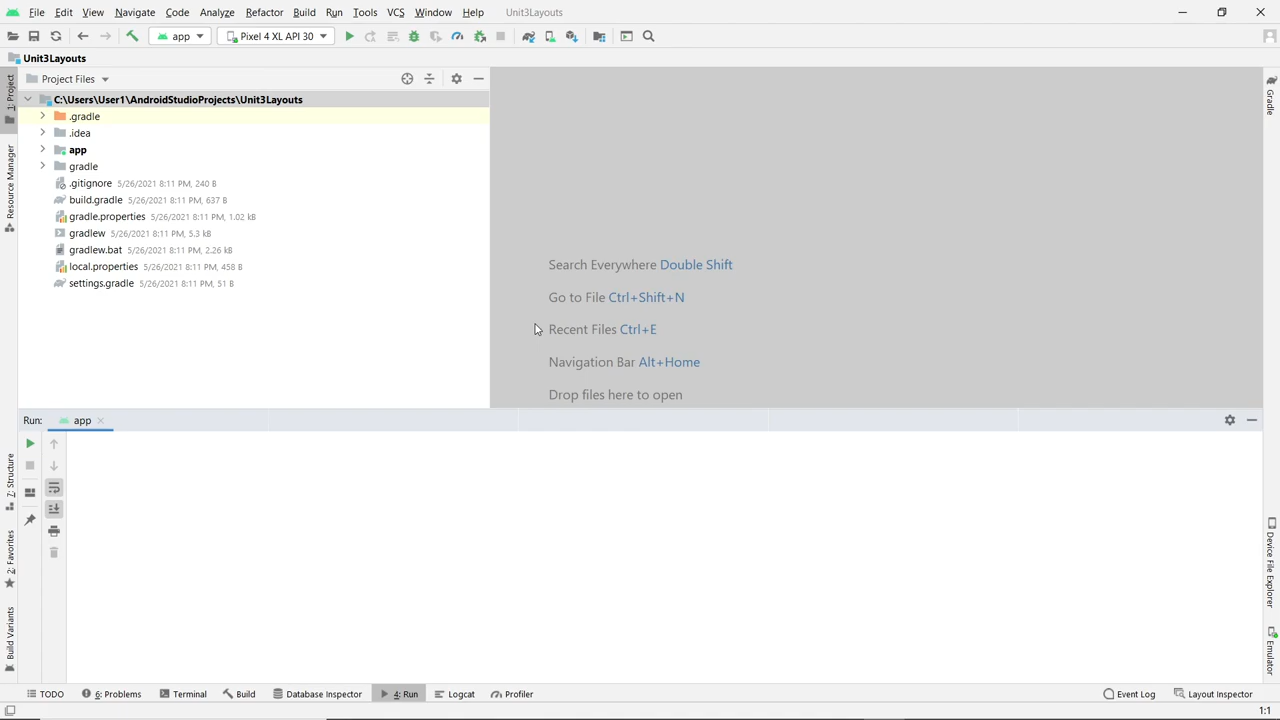 File Edit View Navigate Code Analyze Refactor Build Run Tools VCS Window Help Unit3Layouts
app Pixel 4 XL API 30
Unit3Layouts
1: Project
Resource Manager
Project Files
C:\Users\User1\AndroidStudioProjects\Unit3Layouts
.gradle
.idea
app
gradle
.gitignore 5/26/2021 8:11 PM, 240 B
build.gradle 5/26/2021 8:11 PM, 637 B
gradle.properties 5/26/2021 8:11 PM, 1.02 kB
gradlew 5/26/2021 8:11 PM, 5.3 kB
gradlew.bat 5/26/2021 8:11 PM, 2.26 kB
local.properties 5/26/2021 8:11 PM, 458 B
settings.gradle 5/26/2021 8:11 PM, 51 B
Search Everywhere Double Shift
Go to File Ctrl+Shift+N
Recent Files Ctrl+E
Navigation Bar Alt+Home
Drop files here to open
Gradle
Run: app
Z: Structure
2: Favorites
Build Variants
Device File Explorer
Emulator
TODO 6: Problems Terminal Build Database Inspector 4: Run Logcat Profiler Event Log Layout Inspector
1:1